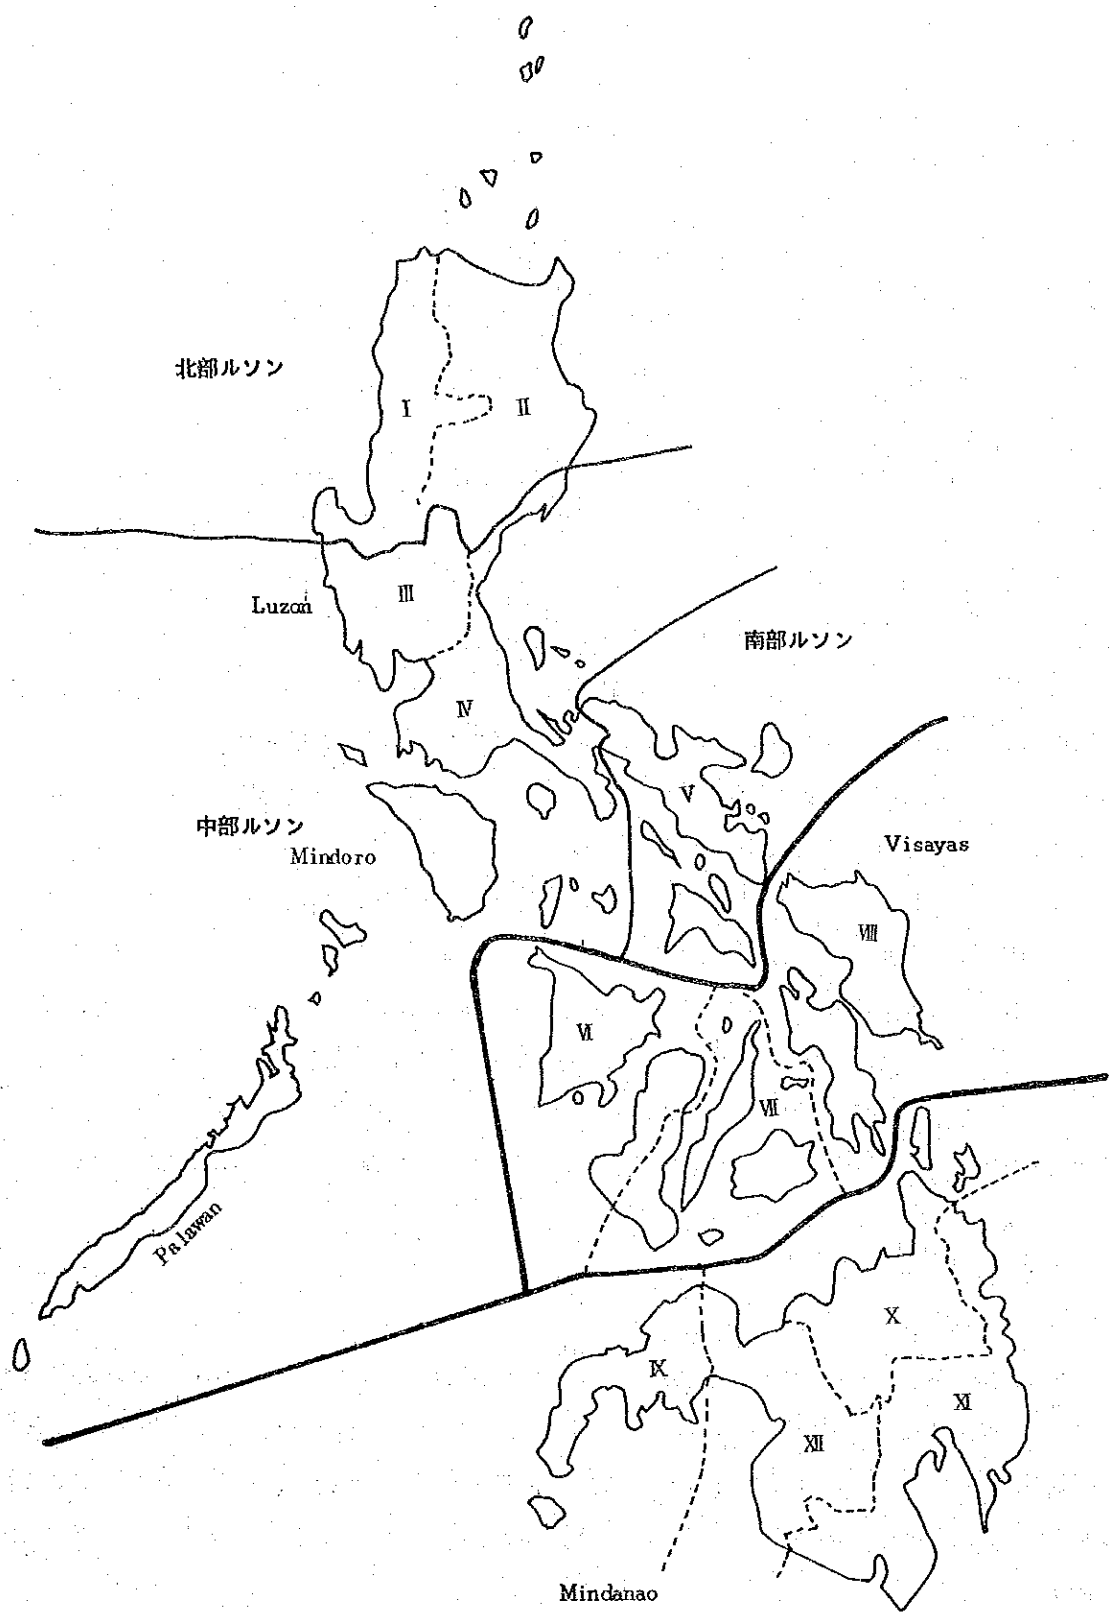 北部ルソン
Ⅰ
Ⅱ
Ⅲ
Luzon
南部ルソン
Ⅳ
Ⅴ
中部ルソン
Mindoro
Visayas
Ⅷ
Ⅵ
Ⅶ
Palawan
Ⅹ
Ⅸ
Ⅺ
Ⅻ
Mindanao